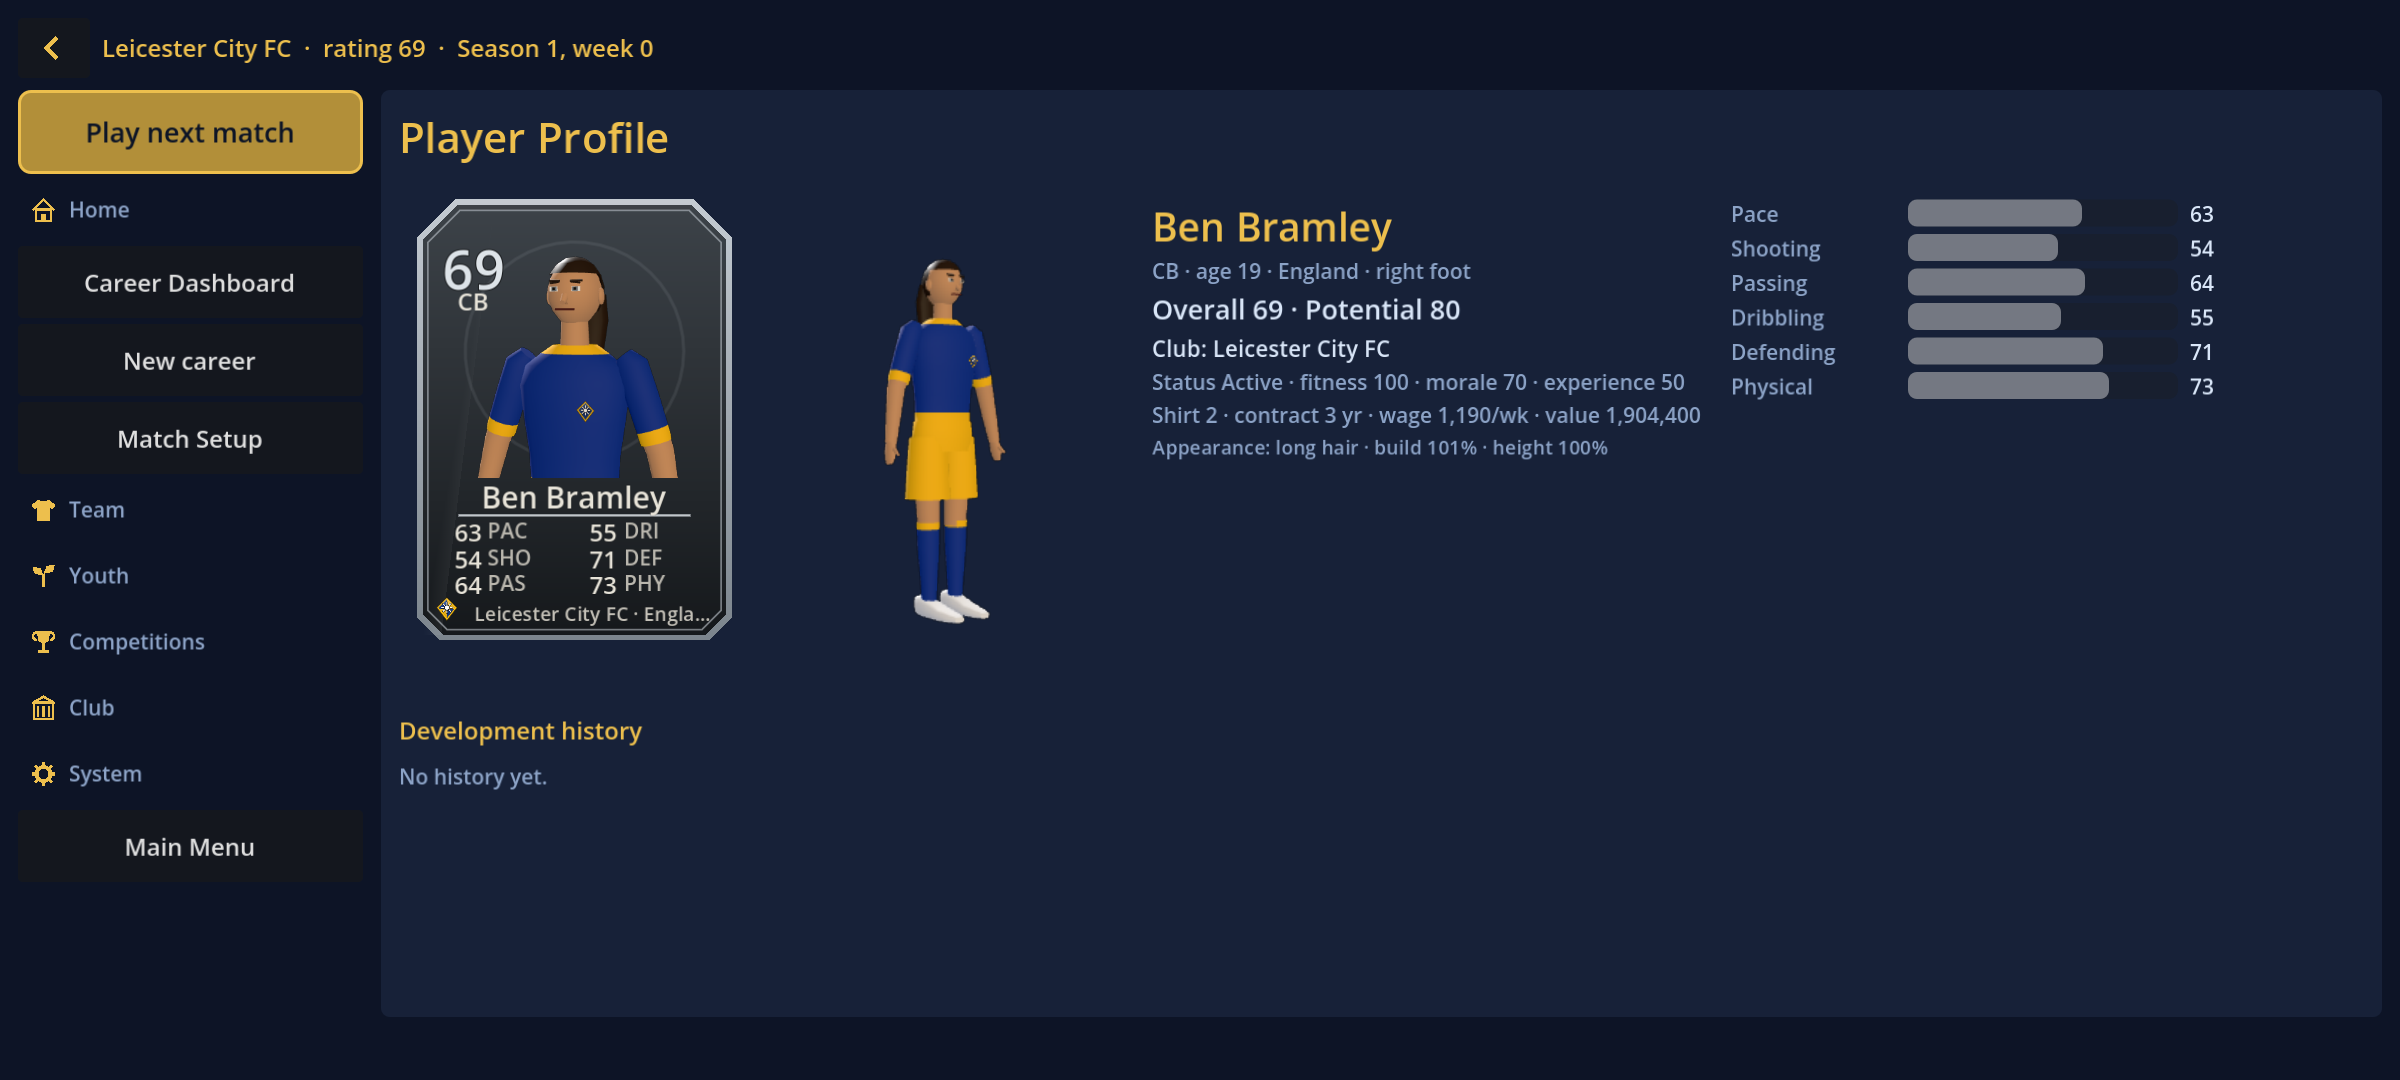 Leicester City FC · rating 69 · Season 1, week 0
Play next match
Home
Career Dashboard
New career
Match Setup
Team
Youth
Competitions
Club
System
Main Menu
Player Profile
69
CB
Ben Bramley
63 PAC 55 DRI
54 SHO 71 DEF
64 PAS 73 PHY
Leicester City FC · Engla...
Ben Bramley
CB · age 19 · England · right foot
Overall 69 · Potential 80
Club: Leicester City FC
Status Active · fitness 100 · morale 70 · experience 50
Shirt 2 · contract 3 yr · wage 1,190/wk · value 1,904,400
Appearance: long hair · build 101% · height 100%
Pace 63
Shooting 54
Passing 64
Dribbling 55
Defending 71
Physical 73
Development history
No history yet.